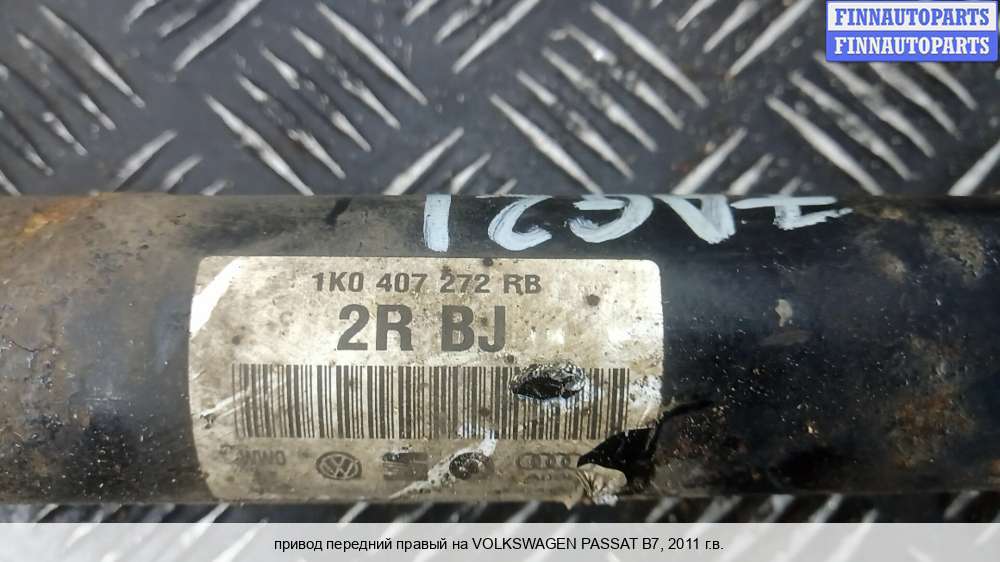 FINNAUTOPARTS
FINNAUTOPARTS
1K0 407 272 RB
2R BJ
привод передний правый на VOLKSWAGEN PASSAT B7, 2011 г.в.